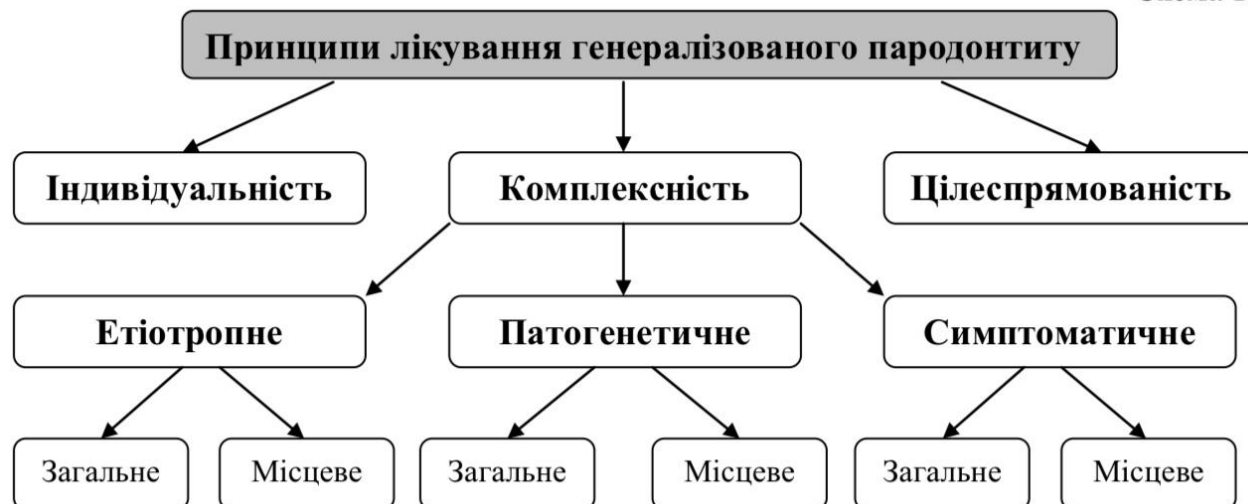 Принципи лікування генералізованого пародонтиту
Індивідуальність
Комплексність
Цілеспрямованість
Етіотропне
Патогенетичне
Симптоматичне
Загальне
Місцеве
Загальне
Місцеве
Загальне
Місцеве